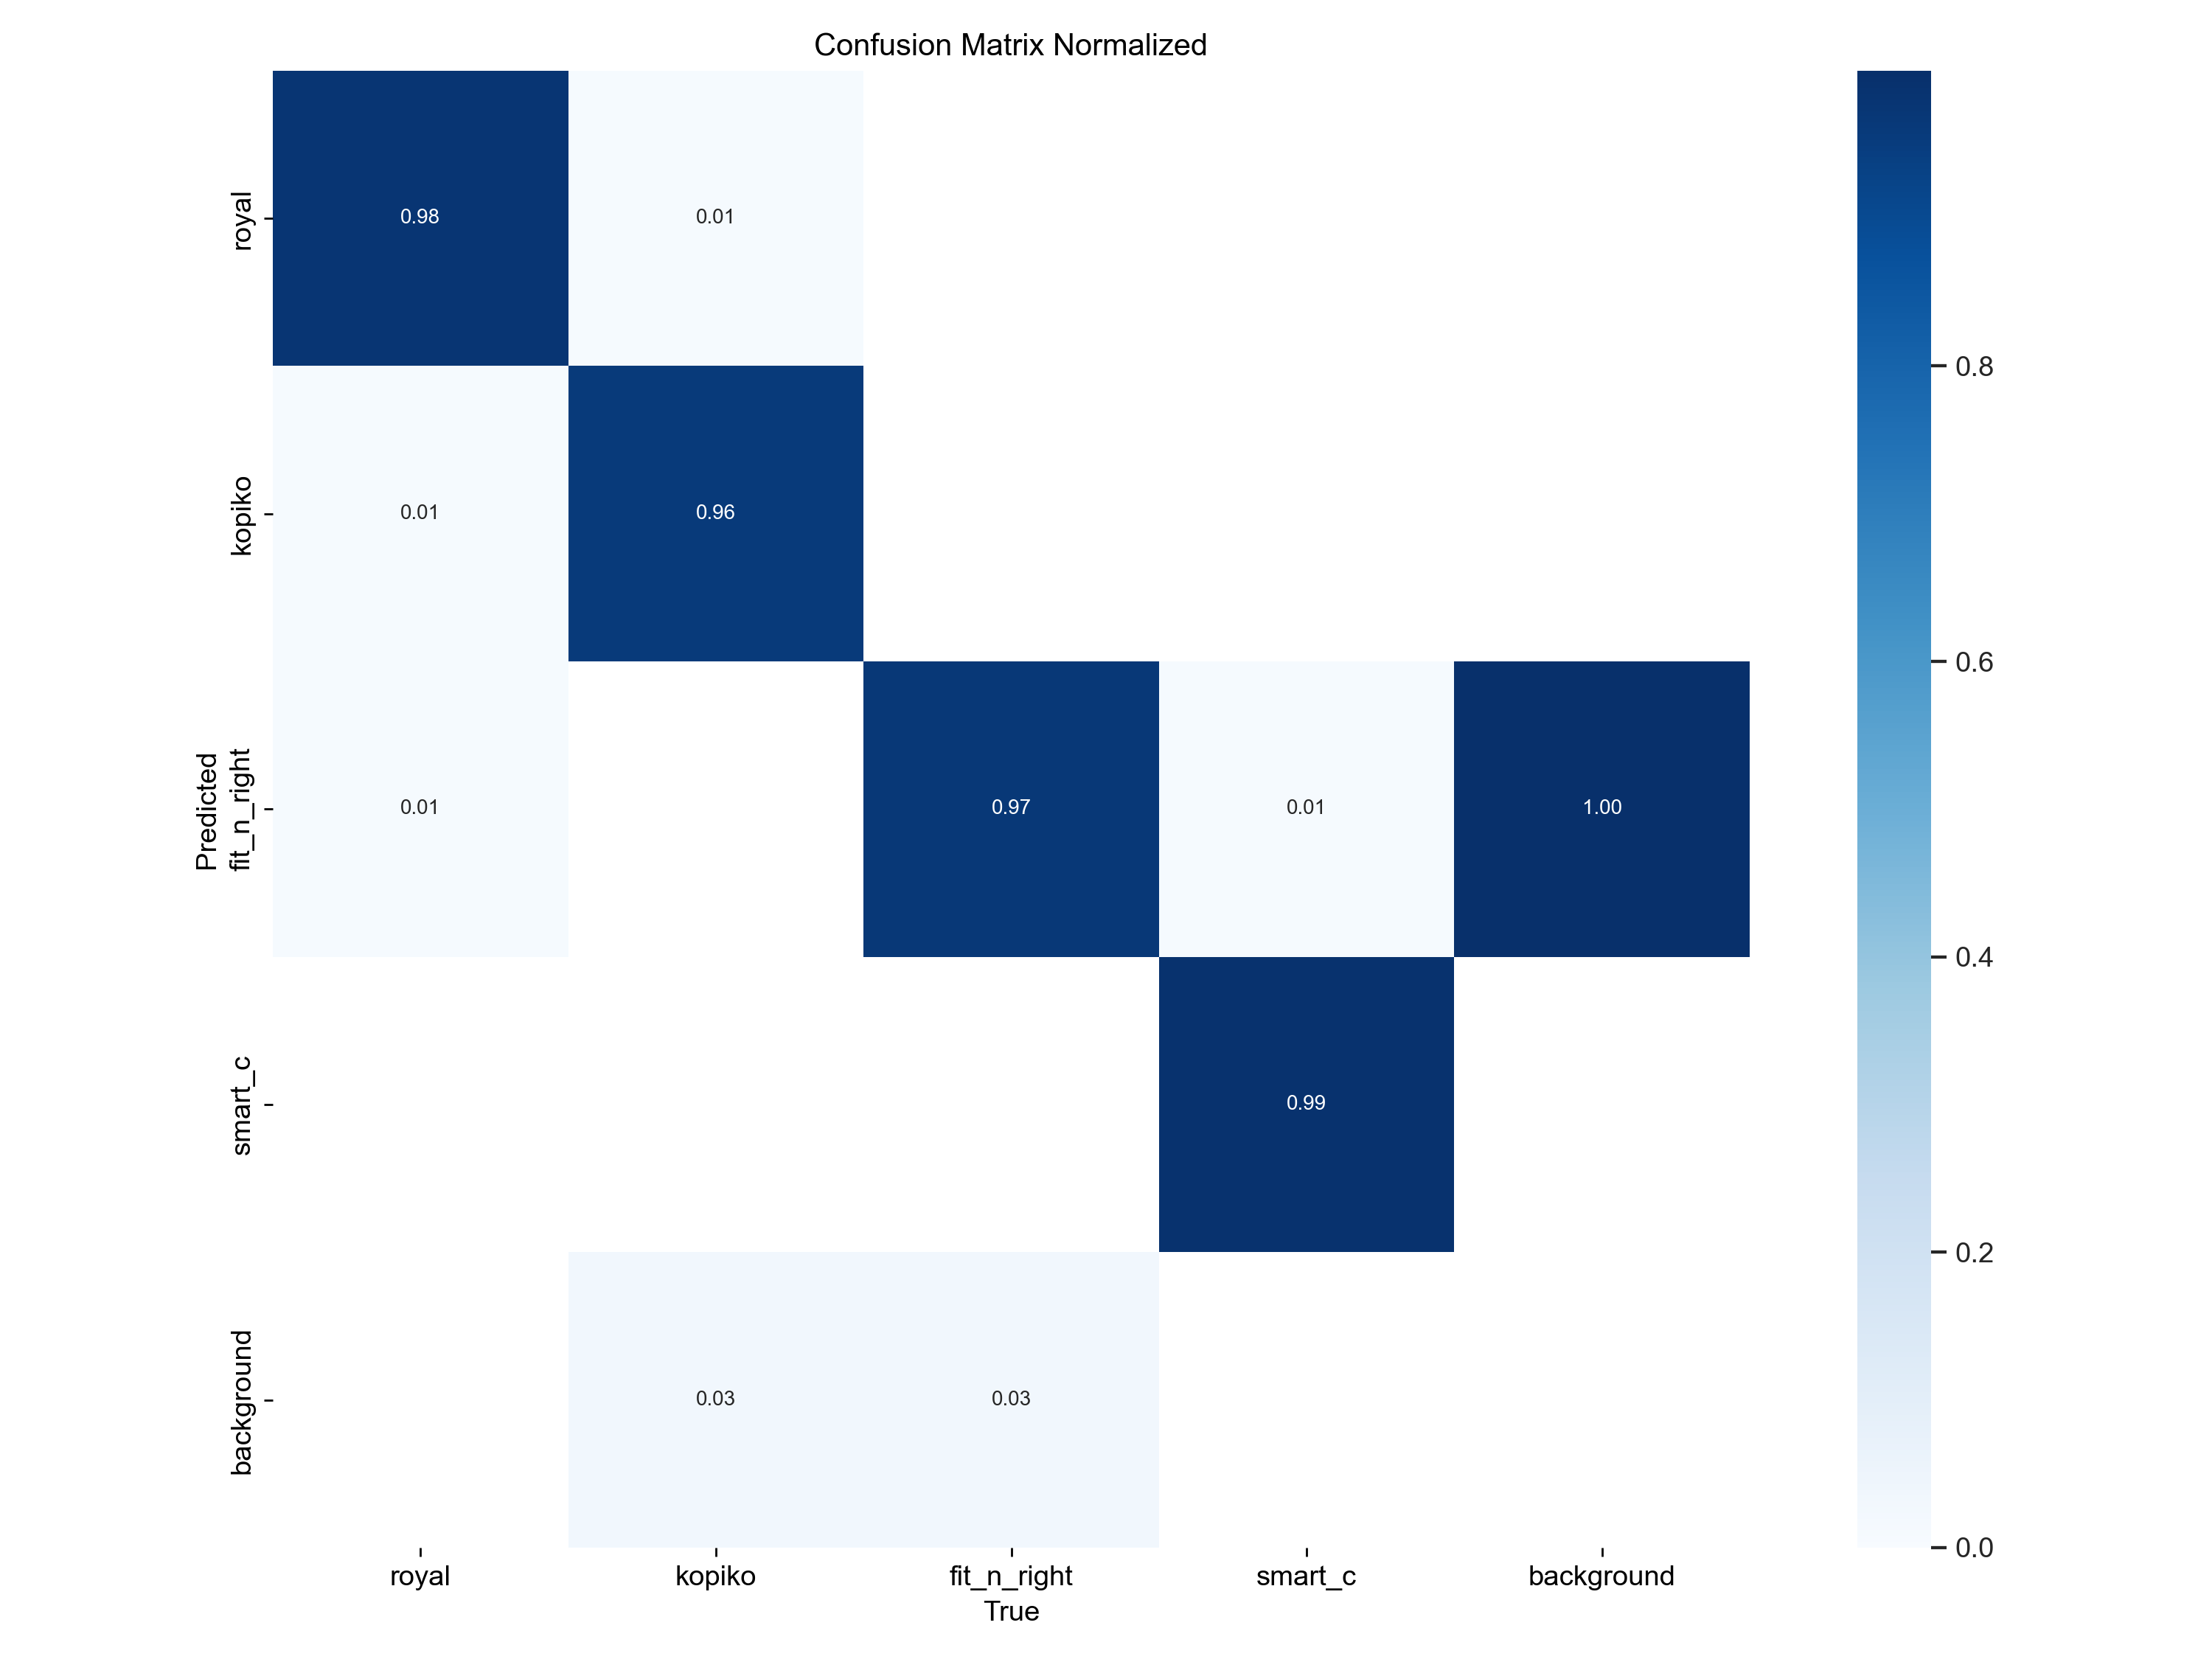 Confusion Matrix Normalized
royal
0.98
0.01
kopiko
0.01
0.96
Predicted
fit_n_right
0.01
0.97
0.01
1.00
smart_c
0.99
background
0.03
0.03
royal
kopiko
fit_n_right
smart_c
background
True
0.8
0.6
0.4
0.2
0.0